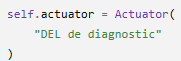 self.actuator = Actuator(
    "DEL de diagnostic"
)